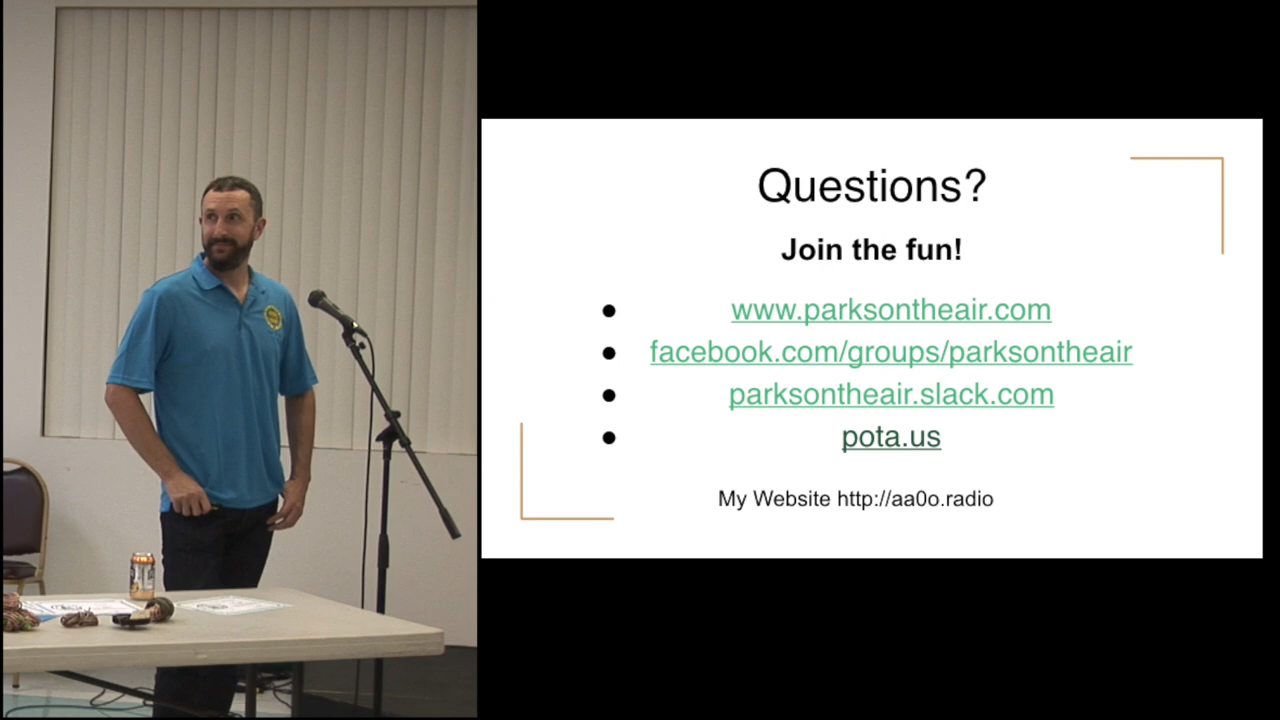 Questions?
Join the fun!
www.parksontheair.com
facebook.com/groups/parksontheair
parksontheair.slack.com
pota.us
My Website http://aa0o.radio